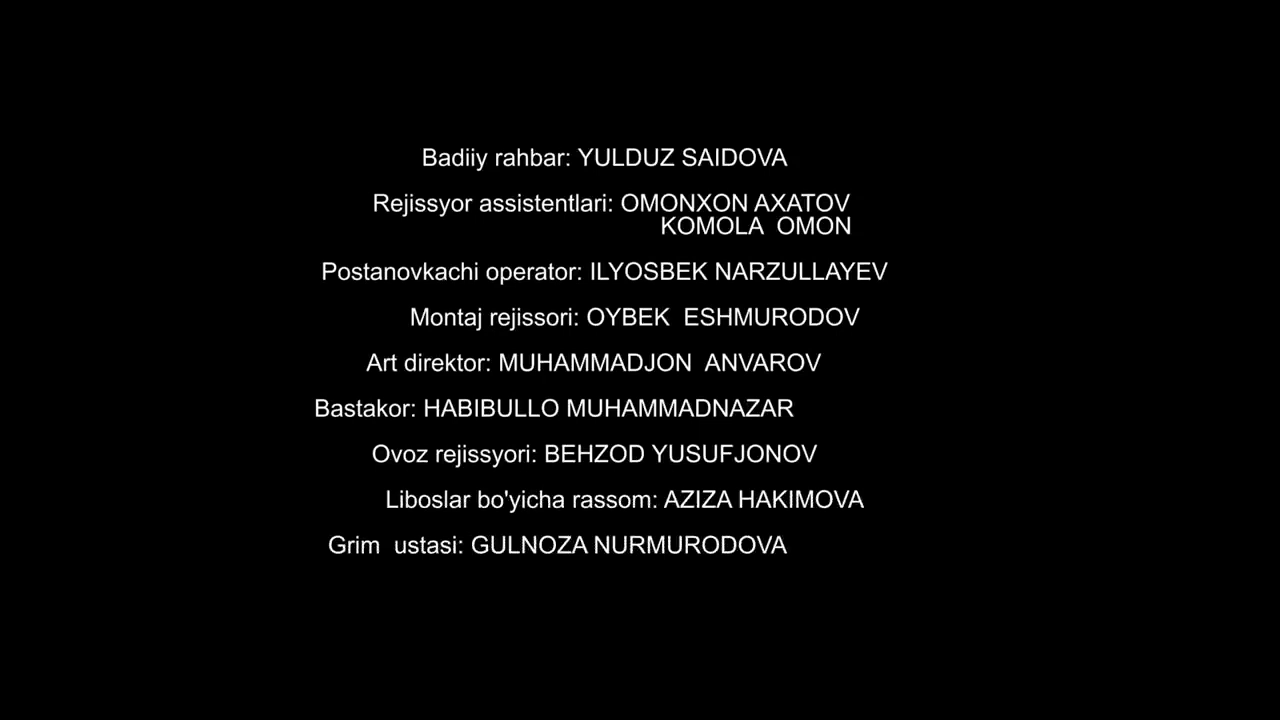 Badiiy rahbar: YULDUZ SAIDOVA
Rejissyor assistentlari: OMONXON AXATOV
KOMOLA  OMON
Postanovkachi operator: ILYOSBEK NARZULLAYEV
Montaj rejissori: OYBEK  ESHMURODOV
Art direktor: MUHAMMADJON  ANVAROV
Bastakor: HABIBULLO MUHAMMADNAZAR
Ovoz rejissyori: BEHZOD YUSUFJONOV
Liboslar bo'yicha rassom: AZIZA HAKIMOVA
Grim  ustasi: GULNOZA NURMURODOVA